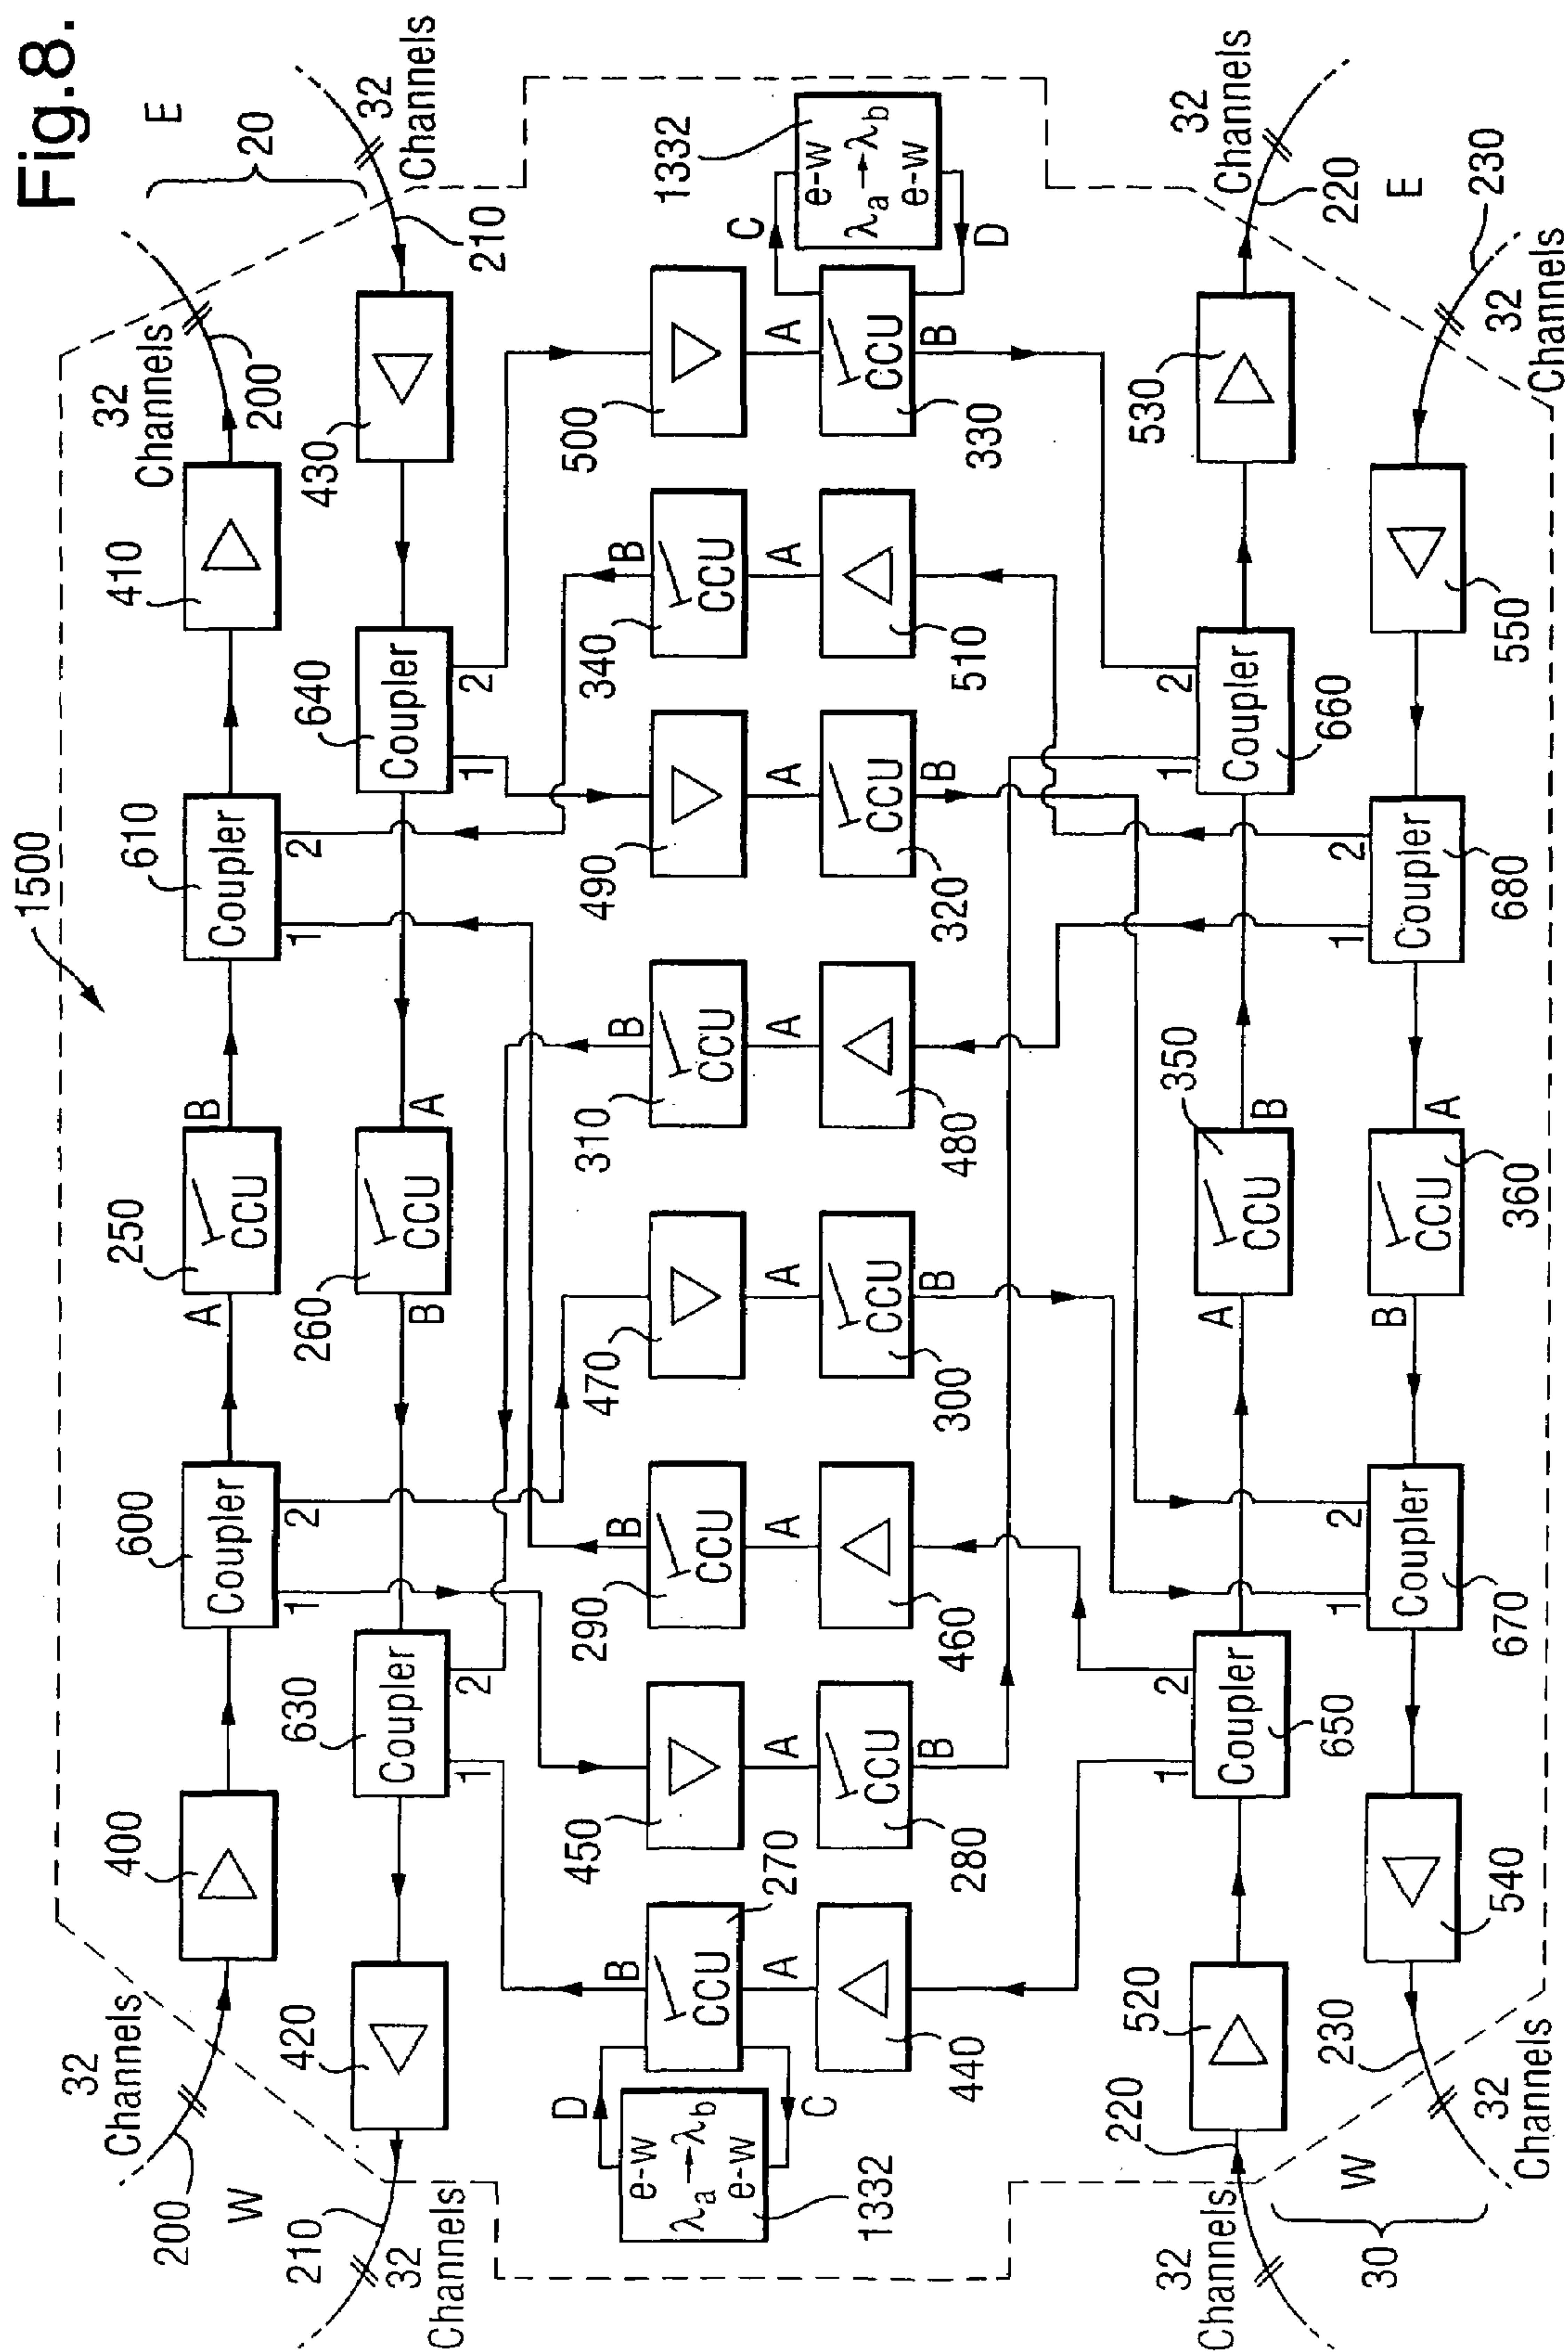 Fig.8.
1500
32
Channels
200
W
400
600
Coupler
1
2
A
250
CCU
B
610
Coupler
1
2
410
32
Channels
200
E
20
210
32
Channels
420
630
Coupler
1
2
B
260
CCU
A
640
Coupler
1
2
430
210
32
Channels
D
e-w
λa→λb
e-w
C
1332
B
CCU
270
A
440
450
A
CCU
B
280
B
CCU
290
A
460
470
A
CCU
B
300
B
CCU
310
A
480
490
A
CCU
B
320
B
CCU
340
A
510
500
A
CCU
B
330
C
e-w
λa→λb
e-w
D
1332
32
Channels
220
520
1
2
Coupler
650
A
CCU
350
B
1
2
Coupler
660
530
32
Channels
220
E
30
W
230
32
Channels
540
1
2
Coupler
670
B
CCU
360
A
1
2
Coupler
680
550
230
32
Channels